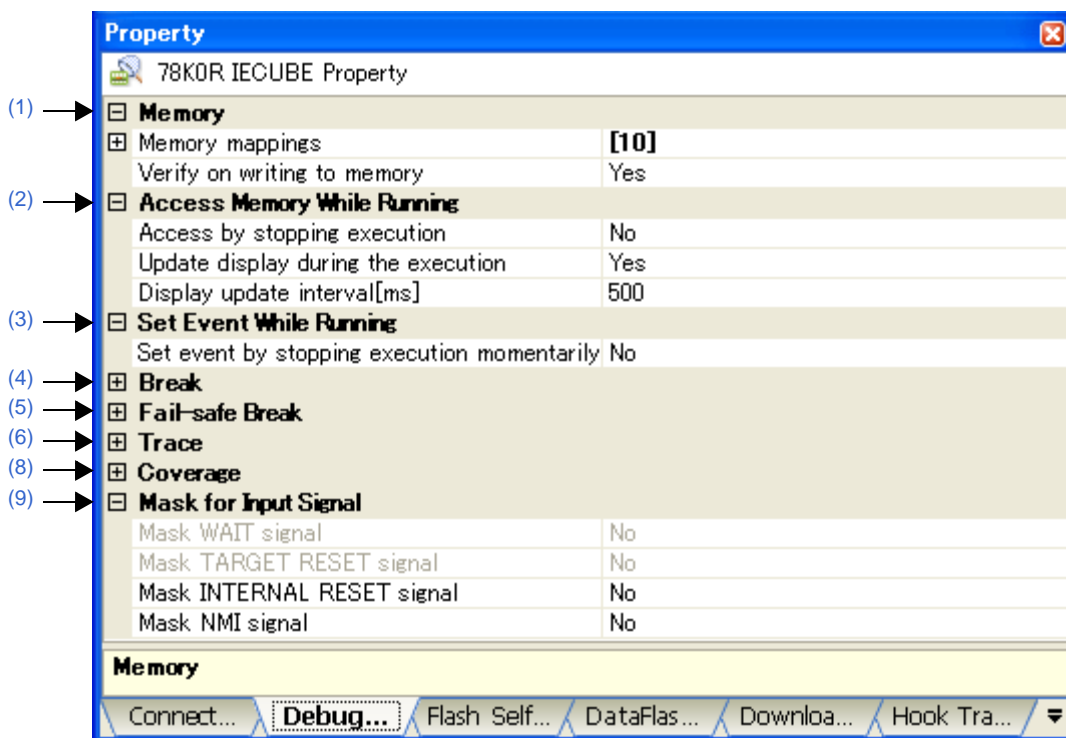 Property
78K0R IECUBE Property
(1) Memory
Memory mappings [10]
Verify on writing to memory Yes
(2) Access Memory While Running
Access by stopping execution No
Update display during the execution Yes
Display update interval[ms] 500
(3) Set Event While Running
Set event by stopping execution momentarily No
(4) Break
(5) Fail-safe Break
(6) Trace
(8) Coverage
(9) Mask for Input Signal
Mask WAIT signal No
Mask TARGET RESET signal No
Mask INTERNAL RESET signal No
Mask NMI signal No
Memory
Connect... Debug... Flash Self... DataFlas... Downloa... Hook Tra...